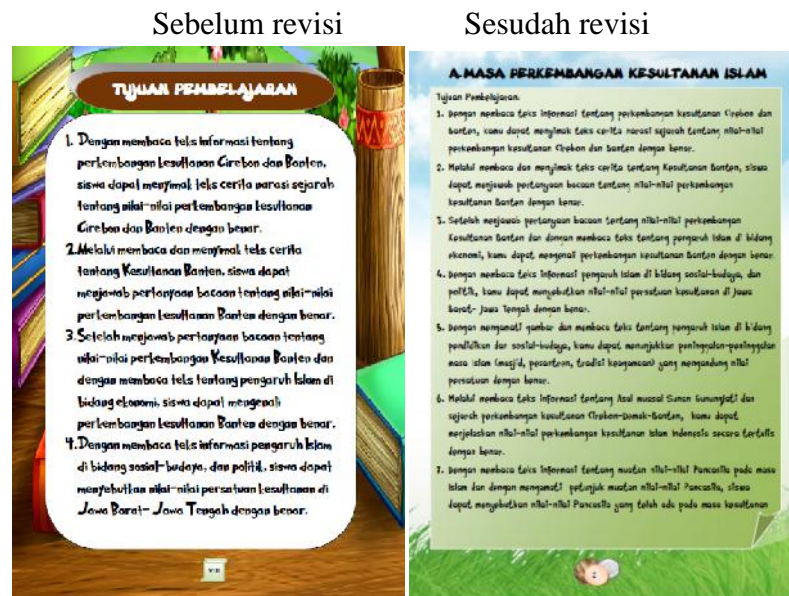 Sebelum revisi
Sesudah revisi
TUJUAN PEMBELAJARAN
1. Dengan membaca teks informasi tentang
perkembangan kesultanan Cirebon dan Banten,
siswa dapat menyimak teks cerita narasi sejarah
tentang nilai-nilai perkembangan kesultanan
Cirebon dan Banten dengan benar.
2. Melalui membaca dan menyimak teks cerita
tentang Kesultanan Banten, siswa dapat
menjawab pertanyaan bacaan tentang nilai-nilai
perkembangan kesultanan Banten dengan benar.
3. Setelah menjawab pertanyaan bacaan tentang
nilai-nilai perkembangan Kesultanan Banten dan
dengan membaca teks tentang pengaruh Islam di
bidang ekonomi, siswa dapat mengenali
perkembangan kesultanan Banten dengan benar.
4. Dengan membaca teks informasi pengaruh Islam
di bidang sosial-budaya, dan politik, siswa dapat
menyebutkan nilai-nilai persatuan kesultanan di
Jawa Barat- Jawa Tengah dengan benar.
A. MASA PERKEMBANGAN KESULTANAN ISLAM
Tujuan Pembelajaran:
1. Dengan membaca teks informasi tentang perkembangan kesultanan Cirebon dan
Banten, kamu dapat menyimak teks cerita narasi sejarah tentang nilai-nilai
perkembangan kesultanan Cirebon dan Banten dengan benar.
2. Melalui membaca dan menyimak teks cerita tentang Kesultanan Banten, siswa
dapat menjawab pertanyaan bacaan tentang nilai-nilai perkembangan
kesultanan Banten dengan benar.
3. Setelah menjawab pertanyaan bacaan tentang nilai-nilai perkembangan
Kesultanan Banten dan dengan membaca teks tentang pengaruh Islam di bidang
ekonomi, kamu dapat mengenali perkembangan kesultanan Banten dengan benar.
4. Dengan membaca teks informasi pengaruh Islam di bidang sosial-budaya, dan
politik, kamu dapat menyebutkan nilai-nilai persatuan kesultanan di Jawa
Barat- Jawa Tengah dengan benar.
5. Dengan mengamati gambar dan membaca teks tentang pengaruh Islam di bidang
pendidikan dan sosial-budaya, kamu dapat menunjukkan peninggalan-peninggalan
masa Islam (masjid, pesantren, tradisi keagamaan) yang mengandung nilai
persatuan dengan benar.
6. Melalui membaca teks informasi tentang Asal muasal Sunan Gunungjati dan
sejarah perkembangan kesultanan Cirebon-Demak-Banten, kamu dapat
menjelaskan nilai-nilai perkembangan kesultanan Islam Indonesia secara tertulis
dengan benar.
7. Dengan membaca teks informasi tentang muatan nilai-nilai Pancasila pada masa
Islam dan dengan mengamati petunjuk muatan nilai-nilai Pancasila, siswa
dapat menyebutkan nilai-nilai Pancasila yang telah ada pada masa kesultanan